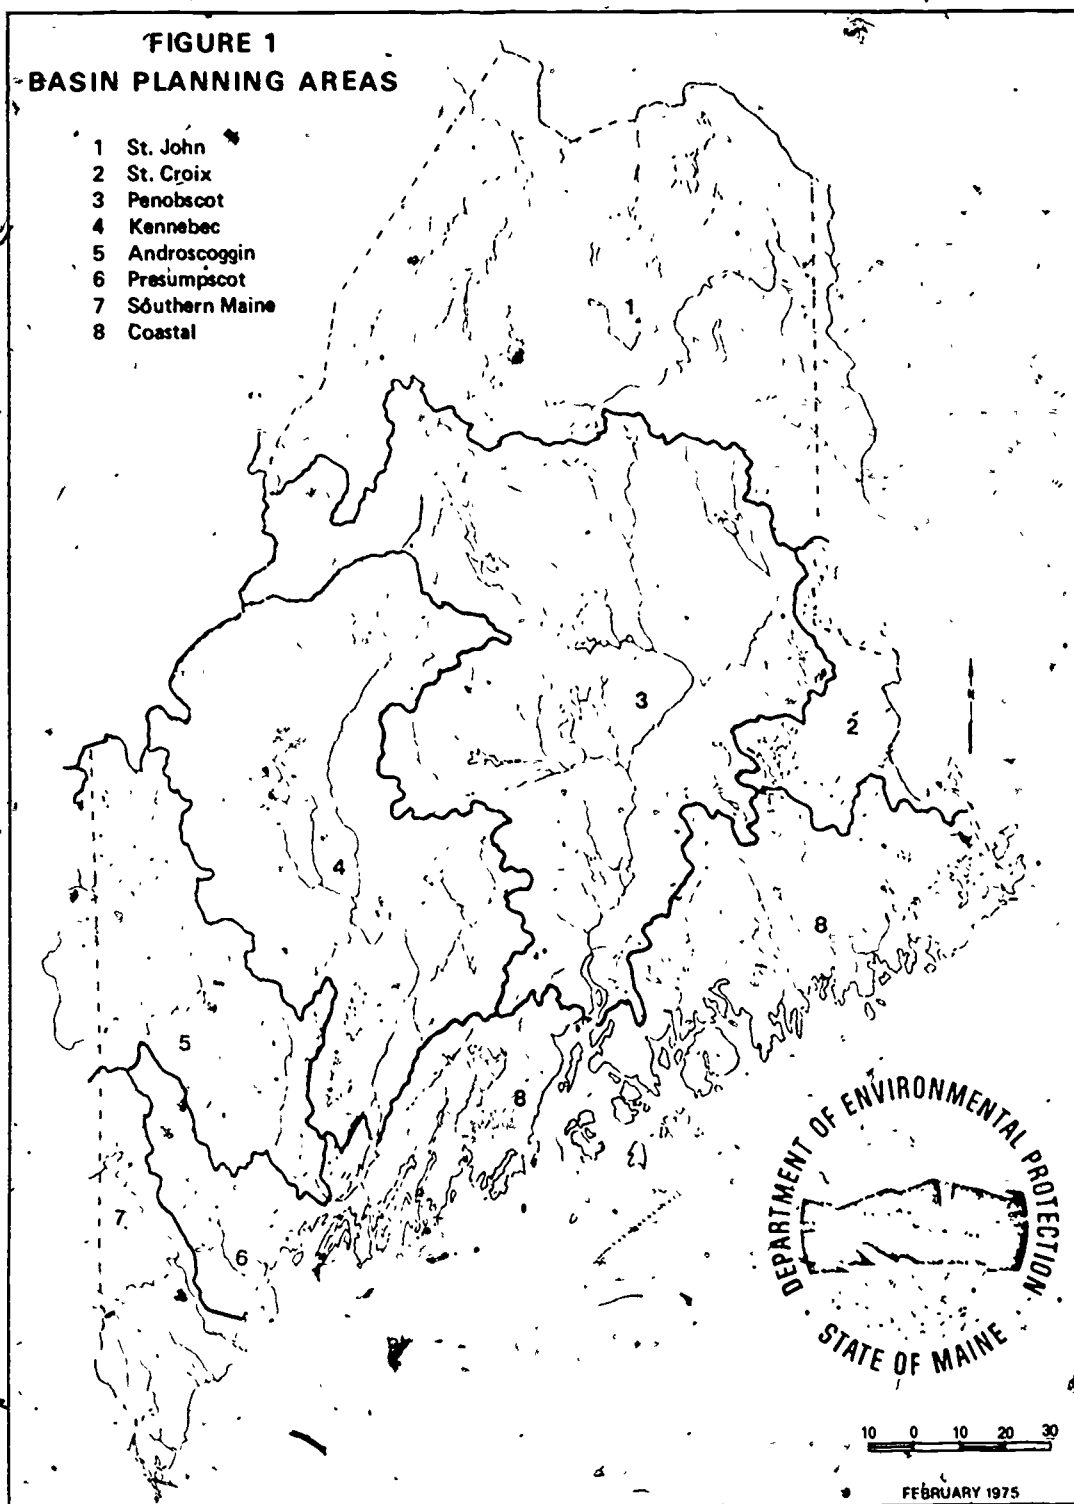 FIGURE 1
BASIN PLANNING AREAS
1 St. John
2 St. Croix
3 Penobscot
4 Kennebec
5 Androscoggin
6 Presumpscot
7 Southern Maine
8 Coastal
1
N
3
2
4
8
5
8
7
6
DEPARTMENT OF ENVIRONMENTAL PROTECTION
STATE OF MAINE
10 0 10 20 30
FEBRUARY 1975